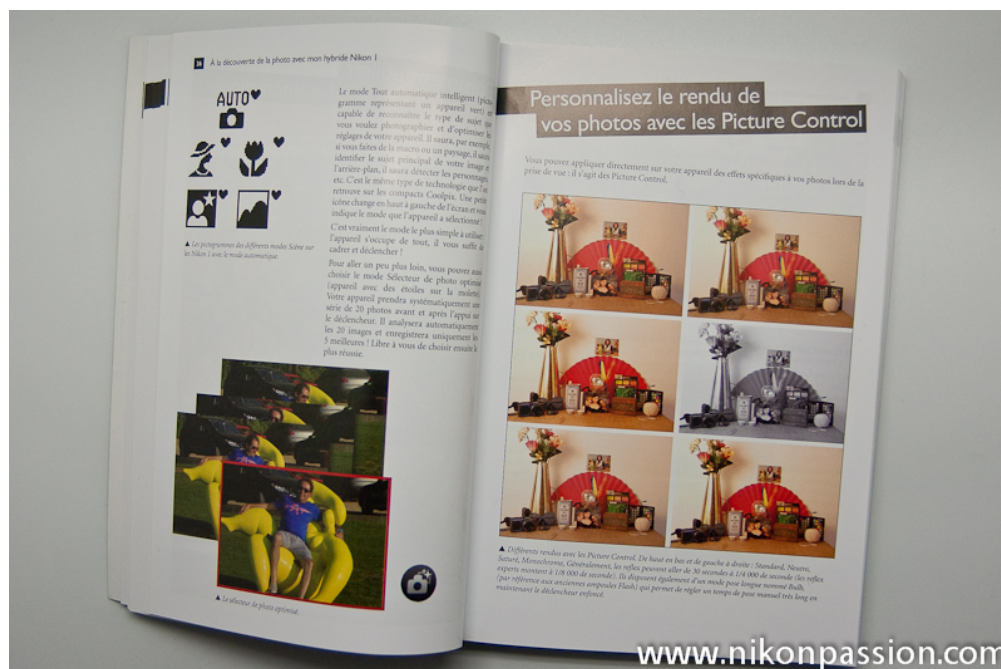 36 À la découverte de la photo avec mon hybride Nikon 1
AUTO
▲ Les pictogrammes des différents modes Scène sur
les Nikon 1 avec le mode automatique.
Le mode Tout automatique intelligent (picto-
gramme représentant un appareil vert) est
capable de reconnaître le type de sujet que
vous voulez photographier et d'optimiser les
réglages de votre appareil. Il saura, par exemple,
si vous faites de la macro ou un paysage, il saura
identifier le sujet principal de votre image et
l'arrière-plan, il saura détecter les personnages,
etc. C'est le même type de technologie que l'on
retrouve sur les compacts Coolpix. Une petite
icône change en haut à gauche de l'écran et vous
indique le mode que l'appareil a sélectionné !
C'est vraiment le mode le plus simple à utiliser :
l'appareil s'occupe de tout, il vous suffit de
cadrer et déclencher !
Pour aller un peu plus loin, vous pouvez aussi
choisir le mode Sélecteur de photo optimisé
(appareil avec des étoiles sur la molette).
Votre appareil prendra systématiquement une
série de 20 photos avant et après l'appui sur
le déclencheur. Il analysera automatiquement
les 20 images et enregistrera uniquement les
5 meilleures ! Libre à vous de choisir ensuite la
plus réussie.
▲ Le sélecteur de photo optimisé.
Personnalisez le rendu de
vos photos avec les Picture Control
Vous pouvez appliquer directement sur votre appareil des effets spécifiques à vos photos lors de la
prise de vue : il s'agit des Picture Control.
▲ Différents rendus avec les Picture Control. De haut en bas et de gauche à droite : Standard, Neutre,
Saturé, Monochrome, Généralement, les reflex peuvent aller de 30 secondes à 1/4 000 de seconde (les reflex
experts montent à 1/8 000 de seconde). Ils disposent également d'un mode pose longue nommé Bulb,
(par référence aux anciennes ampoules Flash) qui permet de régler un temps de pose manuel très long en
maintenant le déclencheur enfoncé.
www.nikonpassion.com